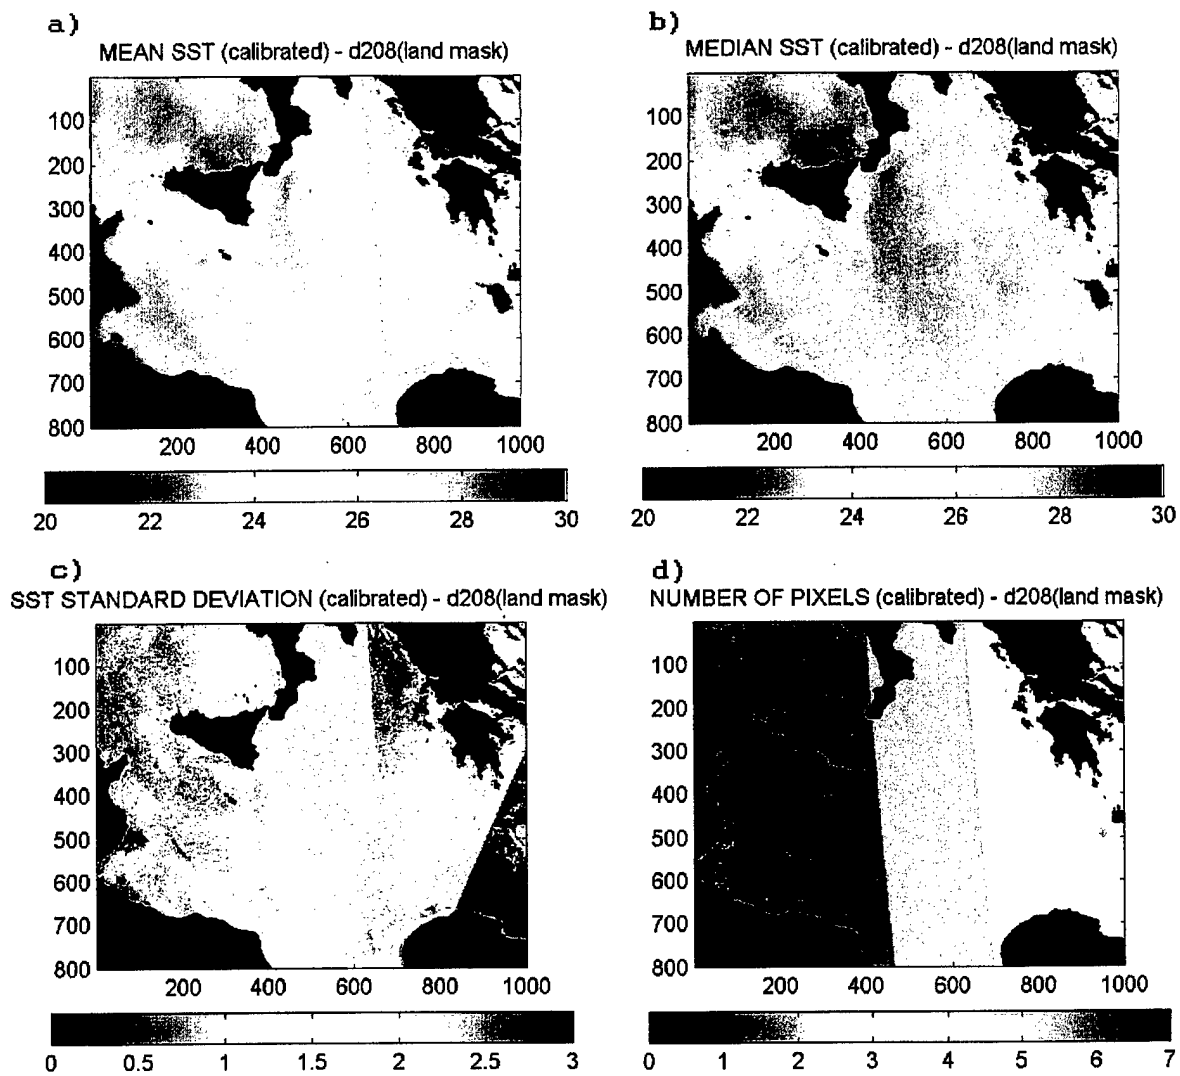 a)
MEAN SST (calibrated) - d208(land mask)
100
200
300
400
500
600
700
800
200 400 600 800 1000
20 22 24 26 28 30
b)
MEDIAN SST (calibrated) - d208(land mask)
100
200
300
400
500
600
700
800
200 400 600 800 1000
20 22 24 26 28 30
c)
SST STANDARD DEVIATION (calibrated) - d208(land mask)
100
200
300
400
500
600
700
800
200 400 600 800 1000
0 0.5 1 1.5 2 2.5 3
d)
NUMBER OF PIXELS (calibrated) - d208(land mask)
100
200
300
400
500
600
700
800
200 400 600 800 1000
0 1 2 3 4 5 6 7